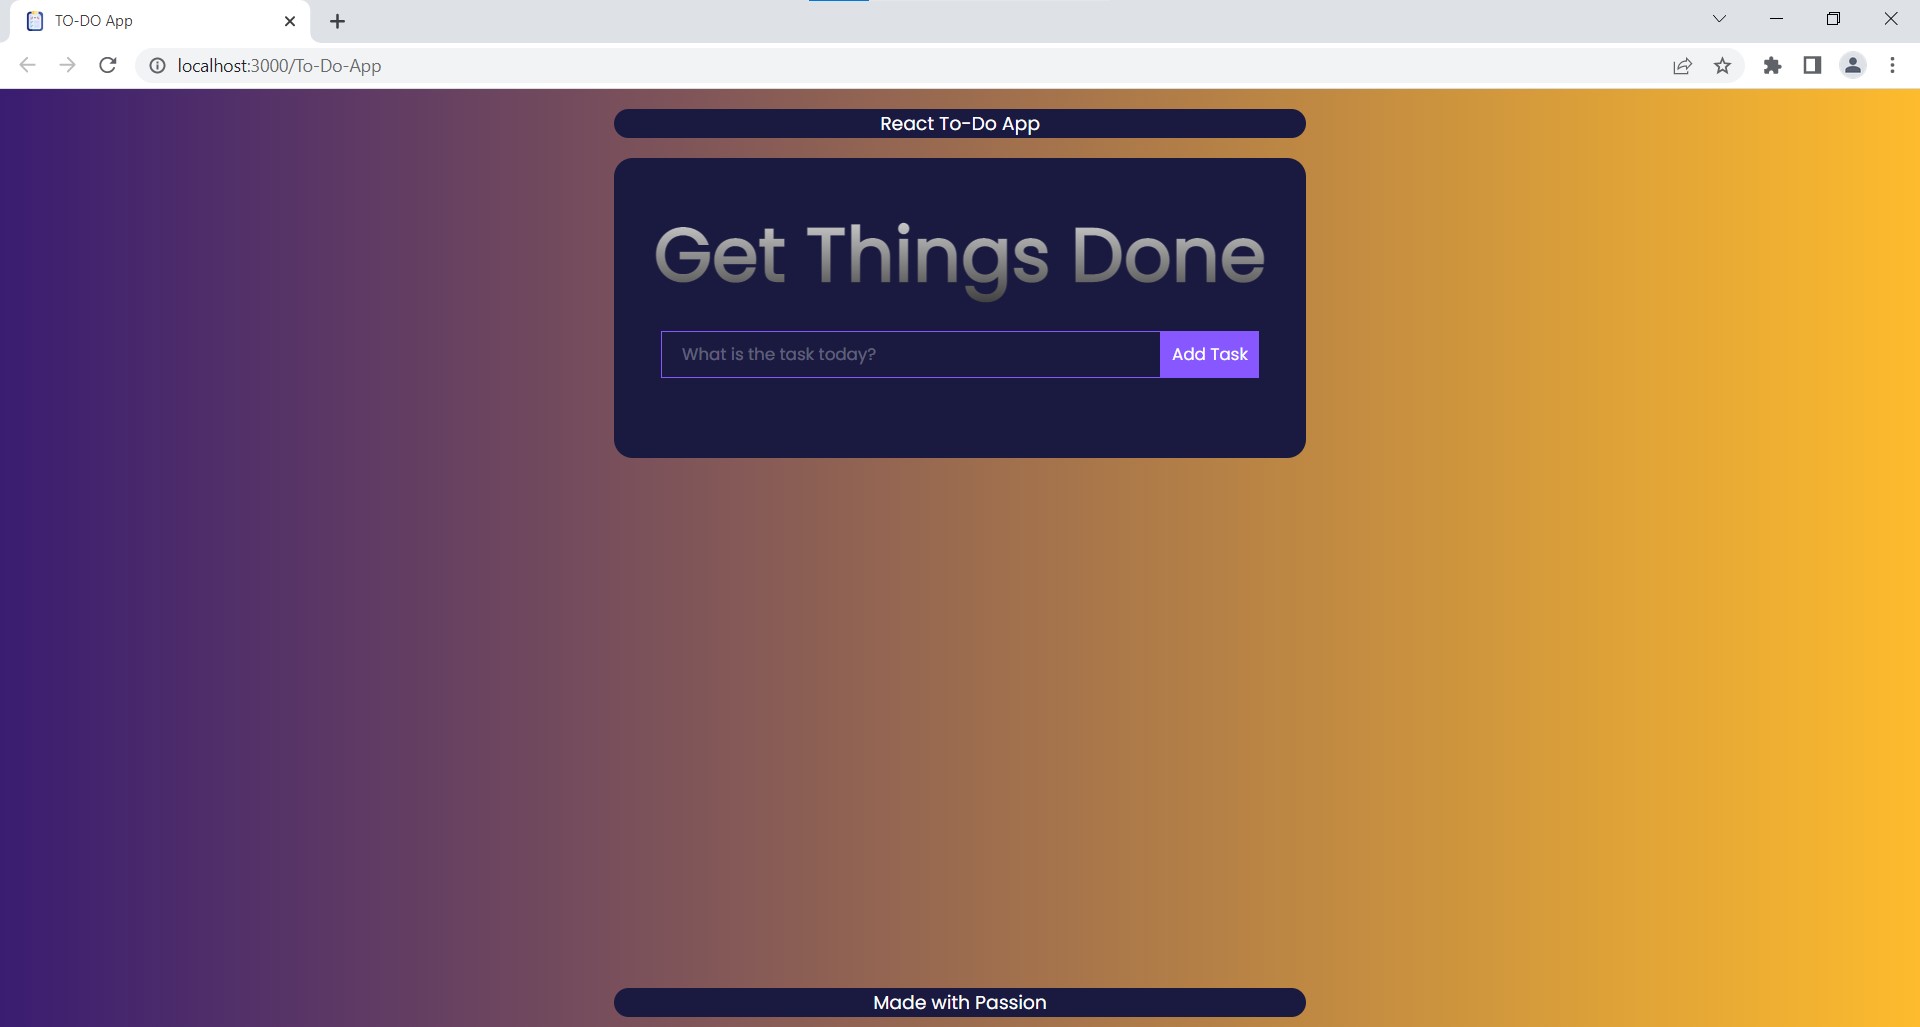 TO-DO App
localhost:3000/To-Do-App
React To-Do App
Get Things Done
What is the task today?
Add Task
Made with Passion